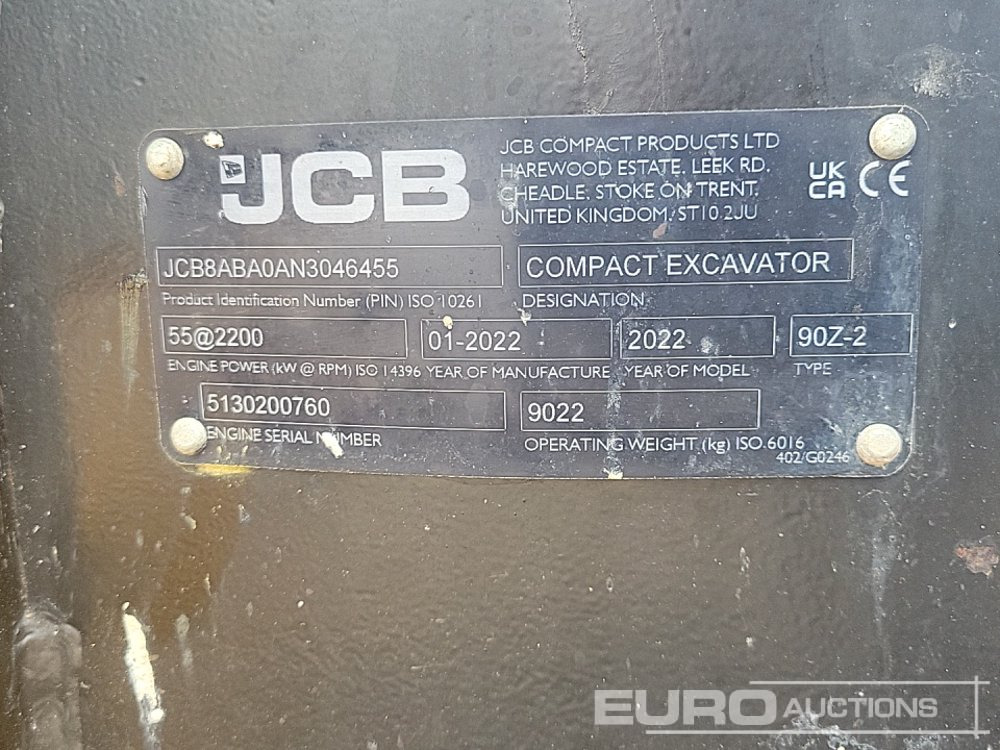 JCB
JCB COMPACT PRODUCTS LTD
HAREWOOD ESTATE. LEEK RD.
CHEADLE. STOKE ON TRENT.
UNITED KINGDOM. ST10 2JU
UK
CA CE
JCB8ABA0AN3046455
COMPACT EXCAVATOR
Product Identification Number (PIN) ISO 10261
DESIGNATION
55@2200
01-2022
2022
90Z-2
ENGINE POWER (kW @ RPM) ISO 14396
YEAR OF MANUFACTURE
YEAR OF MODEL
TYPE
5130200760
9022
ENGINE SERIAL NUMBER
OPERATING WEIGHT (kg) ISO.6016
402/G0246
EURO AUCTIONS